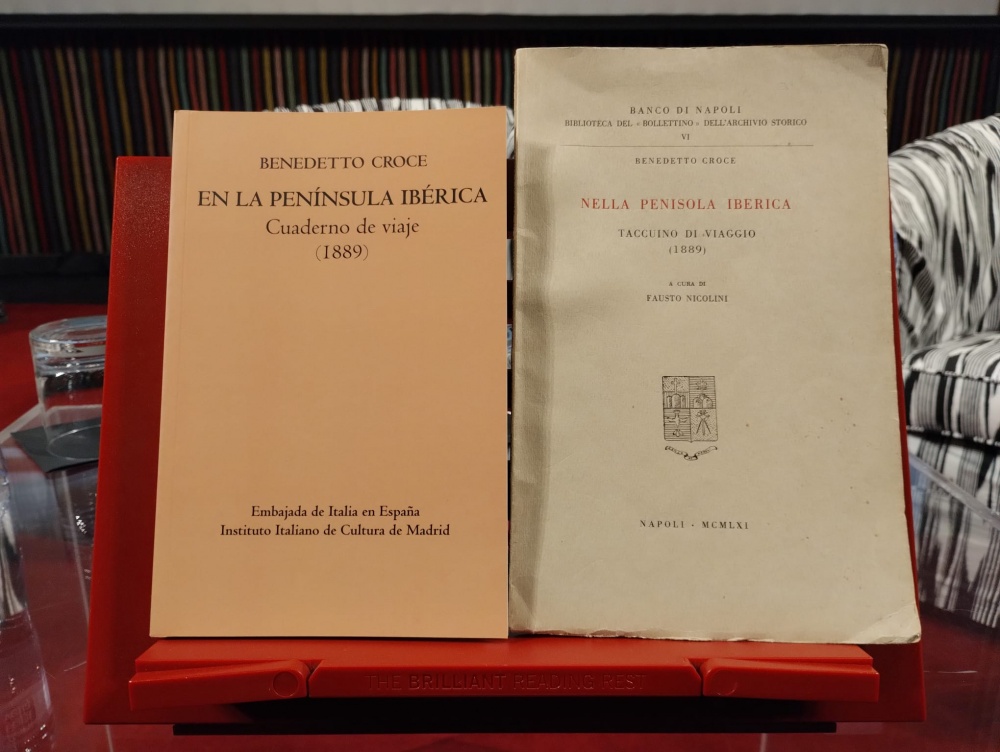 BENEDETTO CROCE
EN LA PENÍNSULA IBÉRICA
Cuaderno de viaje
(1889)
Embajada de Italia en España
Instituto Italiano de Cultura de Madrid
BANCO DI NAPOLI
BIBLIOTECA DEL «BOLLETTINO» DELL'ARCHIVIO STORICO
VI
BENEDETTO CROCE
NELLA PENISOLA IBERICA
TACCUINO DI VIAGGIO
(1889)
A CURA DI
FAUSTO NICOLINI
NAPOLI - MCMLXI
THE BRILLIANT READING REST